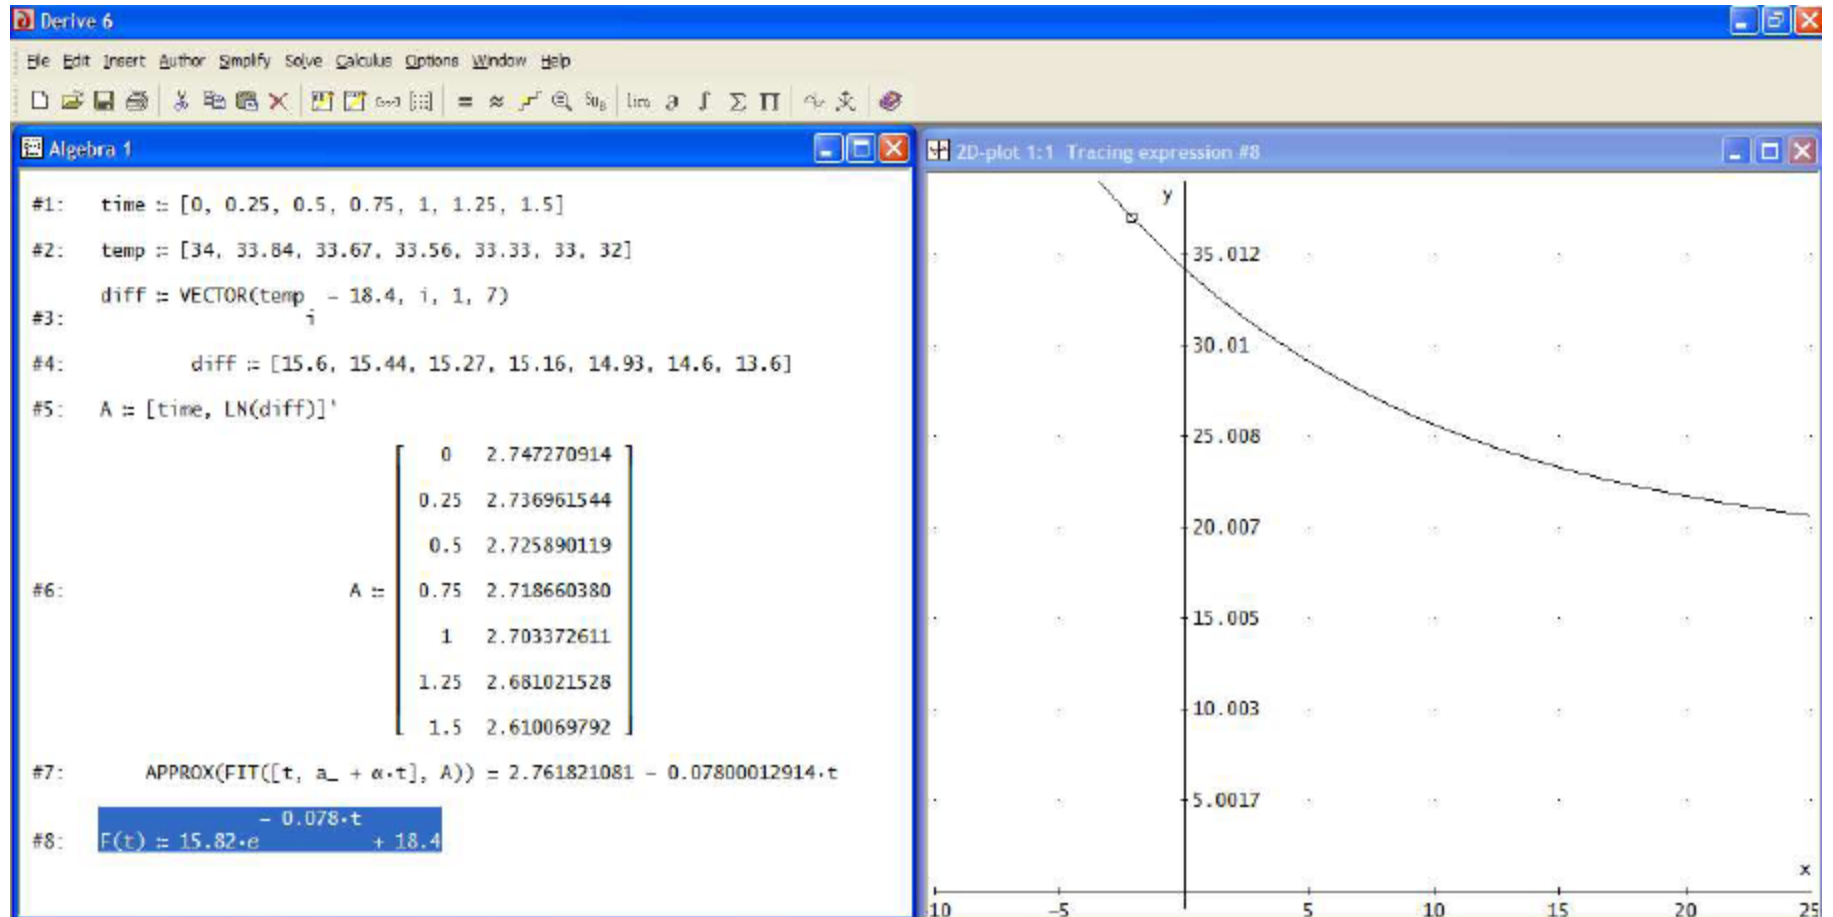 Derive 6
File Edit Insert Author Simplify Solve Calculus Options Window Help
lim ∂ ∫ Σ Π
Algebra 1
#1: time ≔ [0, 0.25, 0.5, 0.75, 1, 1.25, 1.5]
#2: temp ≔ [34, 33.84, 33.67, 33.56, 33.33, 33, 32]
#3: diff ≔ VECTOR(temp i - 18.4, i, 1, 7)
#4: diff ≔ [15.6, 15.44, 15.27, 15.16, 14.93, 14.6, 13.6]
#5: A ≔ [time, LN(diff)]'
#6: A ≔
0 2.747270914
0.25 2.736961544
0.5 2.725890119
0.75 2.718660380
1 2.703372611
1.25 2.681021528
1.5 2.610069792
#7: APPROX(FIT([t, a_ + α·t], A)) = 2.761821081 - 0.07800012914·t
- 0.078·t
#8: F(t) ≔ 15.82·e + 18.4
2D-plot 1:1 Tracing expression #8
y
35.012
30.01
25.008
20.007
15.005
10.003
5.0017
x
-10 -5 5 10 15 20 25